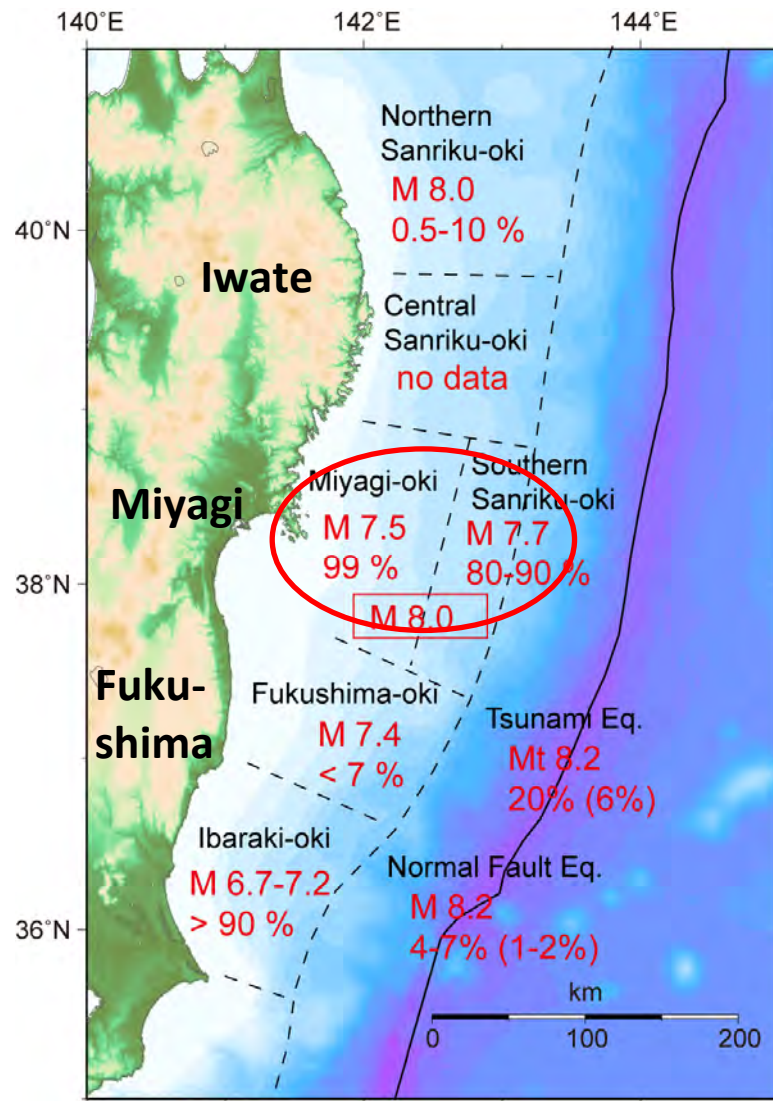 140°E
142°E
144°E
40°N
38°N
36°N
Northern
Sanriku-oki
M 8.0
0.5-10 %
Iwate
Central
Sanriku-oki
no data
Miyagi
Miyagi-oki
M 7.5
99 %
Southern
Sanriku-oki
M 7.7
80-90 %
M 8.0
Fuku-
shima
Fukushima-oki
M 7.4
< 7 %
Tsunami Eq.
Mt 8.2
20% (6%)
Ibaraki-oki
M 6.7-7.2
> 90 %
Normal Fault Eq.
M 8.2
4-7% (1-2%)
km
0 100 200